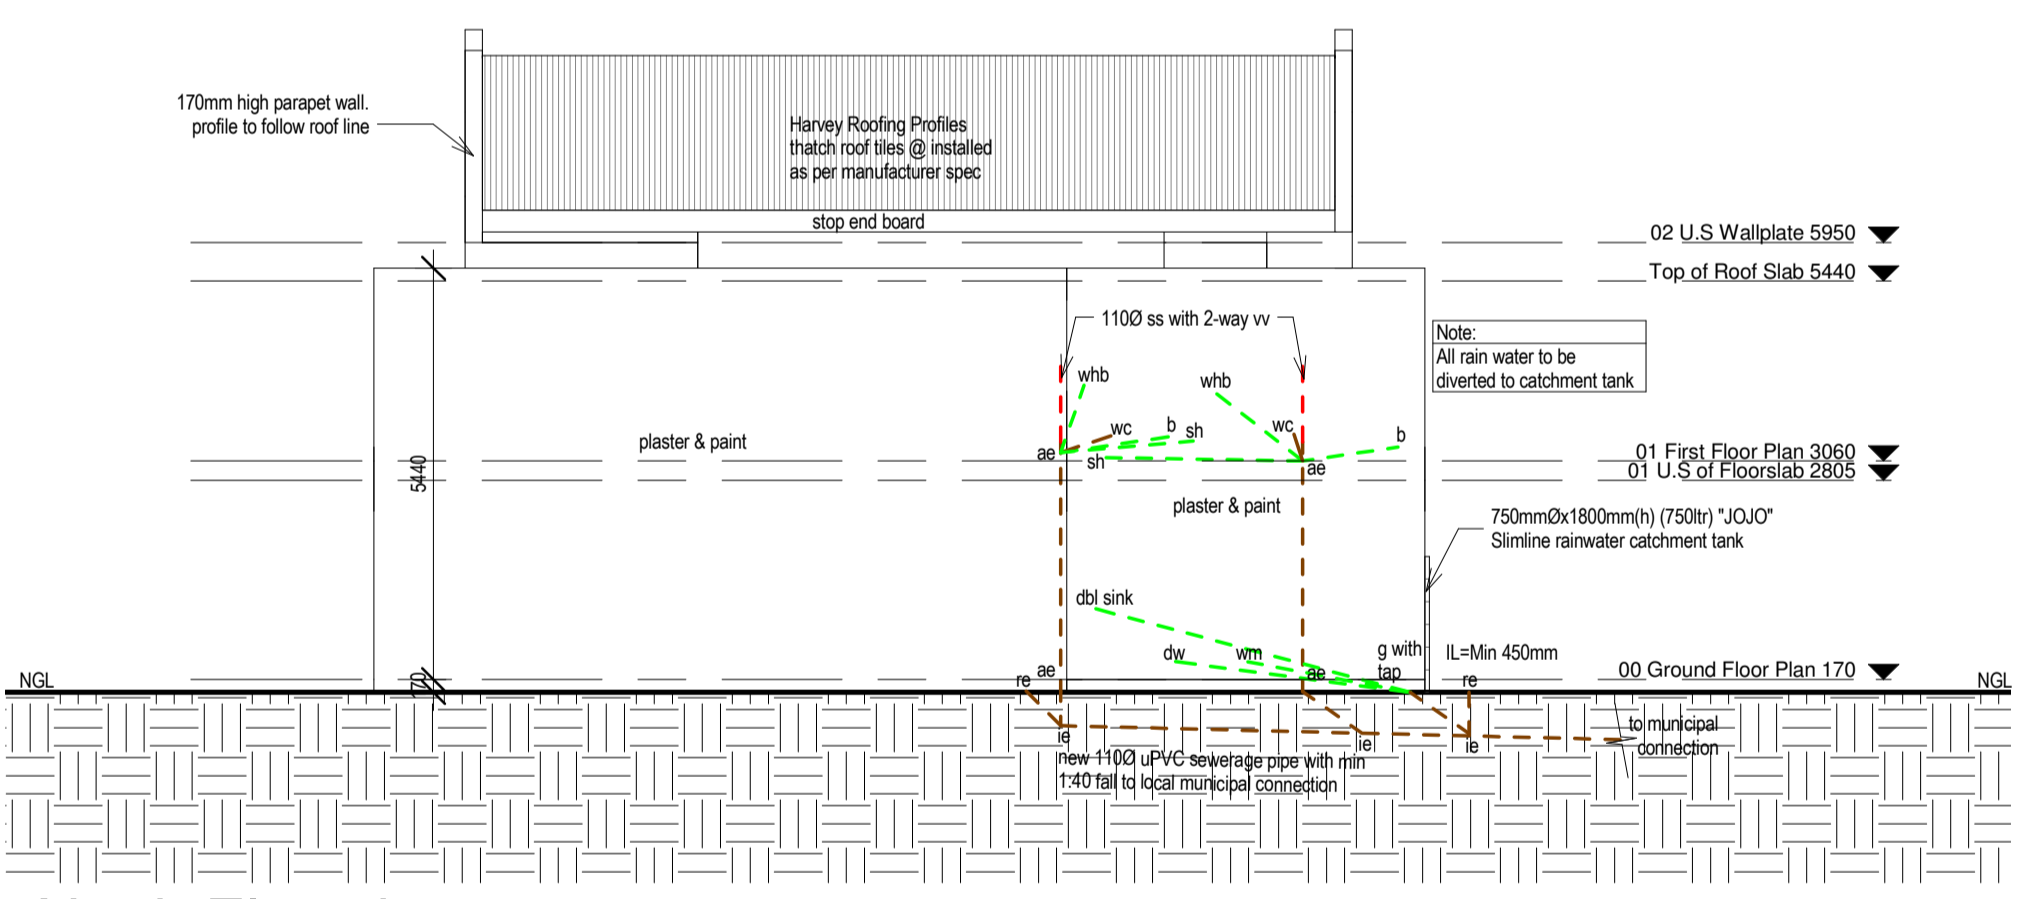 170mm high parapet wall.
profile to follow roof line
Harvey Roofing Profiles
thatch roof tiles @ installed
as per manufacturer spec
stop end board
02 U.S Wallplate 5950
Top of Roof Slab 5440
110Ø ss with 2-way vv
Note:
All rain water to be
diverted to catchment tank
whb
whb
wc
b
sh
wc
b
plaster & paint
ae
sh
ae
01 First Floor Plan 3060
01 U.S of Floorslab 2805
5440
plaster & paint
750mmØx1800mm(h) (750ltr) "JOJO"
Slimline rainwater catchment tank
dbl sink
dw
wm
g with
tap
IL=Min 450mm
00 Ground Floor Plan 170
NGL
170
re
ae
ae
re
NGL
to municipal
connection
ie
ie
ie
new 110Ø uPVC sewerage pipe with min
1:40 fall to local municipal connection